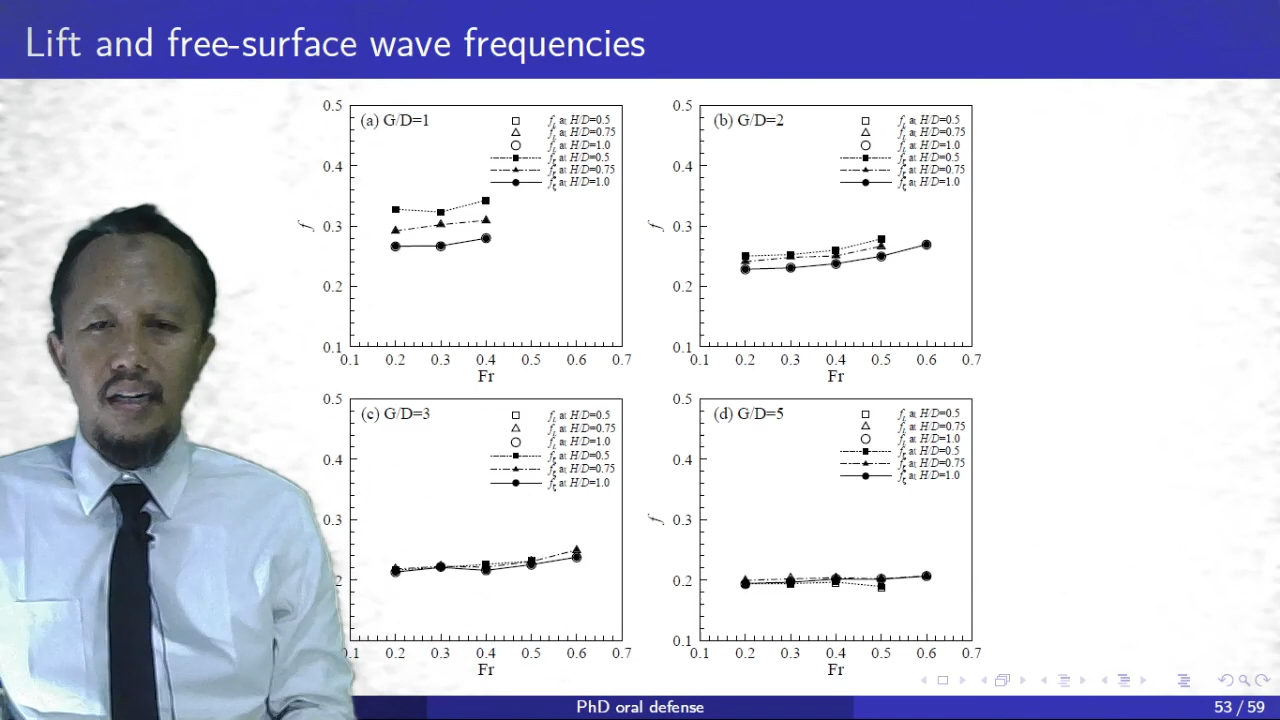 Lift and free-surface wave frequencies
0.5
0.4
0.3
0.2
0.1
f
(a) G/D=1
f_L at H/D=0.5
f_L at H/D=0.75
f_L at H/D=1.0
f_ζ at H/D=0.5
f_ζ at H/D=0.75
f_ζ at H/D=1.0
0.1 0.2 0.3 0.4 0.5 0.6 0.7
Fr
0.5
0.4
0.3
0.2
0.1
f
(b) G/D=2
f_L at H/D=0.5
f_L at H/D=0.75
f_L at H/D=1.0
f_ζ at H/D=0.5
f_ζ at H/D=0.75
f_ζ at H/D=1.0
0.1 0.2 0.3 0.4 0.5 0.6 0.7
Fr
0.5
0.4
0.3
2
(c) G/D=3
f_L at H/D=0.5
f_L at H/D=0.75
f_L at H/D=1.0
f_ζ at H/D=0.5
f_ζ at H/D=0.75
f_ζ at H/D=1.0
0.2 0.3 0.4 0.5 0.6 0.7
Fr
0.5
0.4
0.3
0.2
0.1
f
(d) G/D=5
f_L at H/D=0.5
f_L at H/D=0.75
f_L at H/D=1.0
f_ζ at H/D=0.5
f_ζ at H/D=0.75
f_ζ at H/D=1.0
0.1 0.2 0.3 0.4 0.5 0.6 0.7
Fr
PhD oral defense
53 / 59